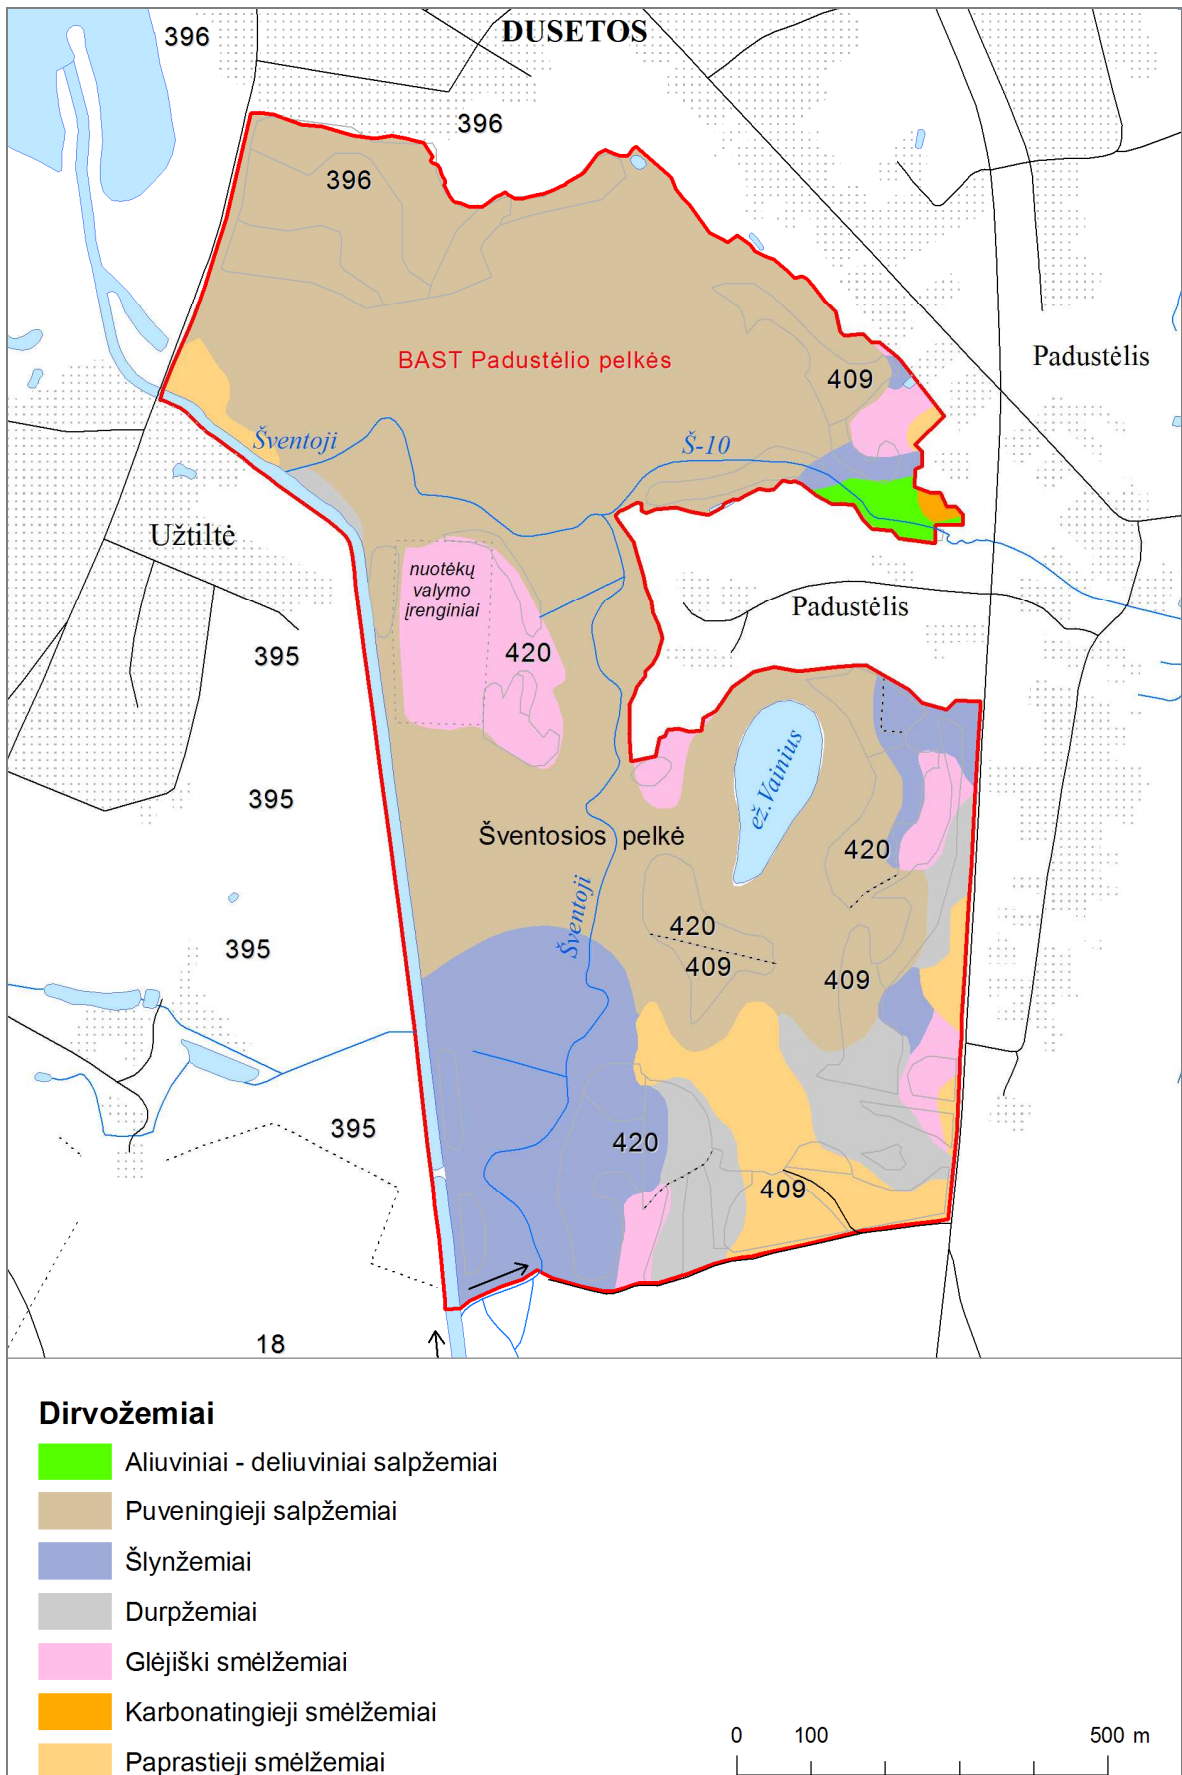 396
DUSETOS
396
396
BAST Padustėlio pelkės
409
Padustėlis
Šventoji
Š-10
Užtiltė
nuotėkų
valymo
įrenginiai
420
Padustėlis
395
ež.Vainius
395
Šventosios pelkė
420
Šventoji
420
409
409
395
395
420
409
18
Dirvožemiai
Aliuviniai - deliuviniai salpžemiai
Puveningieji salpžemiai
Šlynžemiai
Durpžemiai
Glėjiški smėlžemiai
Karbonatingieji smėlžemiai
Paprastieji smėlžemiai
0 100 500 m